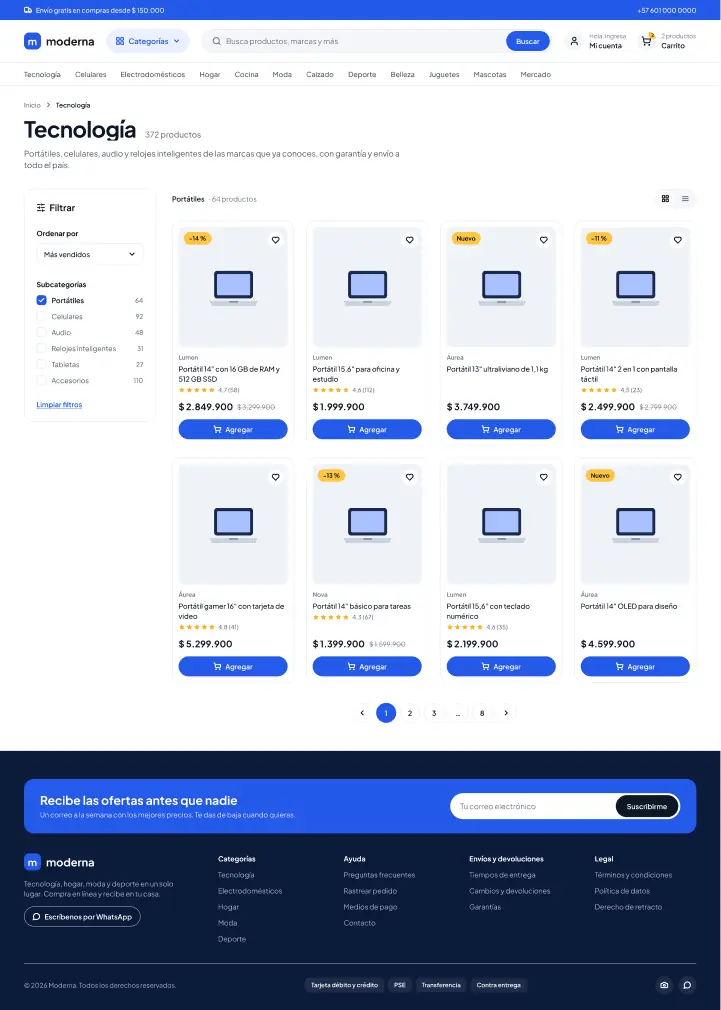 Envío gratis en compras desde $ 150.000
+57 601 000 0000
m moderna
Categorías
Busca productos, marcas y más
Buscar
Hola, ingresa
Mi cuenta
2
2 productos
Carrito
Tecnología Celulares Electrodomésticos Hogar Cocina Moda Calzado Deporte Belleza Juguetes Mascotas Mercado
Inicio > Tecnología
Tecnología 372 productos
Portátiles, celulares, audio y relojes inteligentes de las marcas que ya conoces, con garantía y envío a
todo el país.
Filtrar
Ordenar por
Más vendidos
Subcategorías
Portátiles 64
Celulares 92
Audio 48
Relojes inteligentes 31
Tabletas 27
Accesorios 110
Limpiar filtros
Portátiles · 64 productos
-14 %
Lumen
Portátil 14" con 16 GB de RAM y
512 GB SSD
4,7 (58)
$ 2.849.900 $ 3.299.900
Agregar
Lumen
Portátil 15,6" para oficina y
estudio
4,6 (112)
$ 1.999.900
Agregar
Nuevo
Áurea
Portátil 13" ultraliviano de 1,1 kg
$ 3.749.900
Agregar
-11 %
Lumen
Portátil 14" 2 en 1 con pantalla
táctil
4,5 (23)
$ 2.499.900 $ 2.799.900
Agregar
Áurea
Portátil gamer 16" con tarjeta de
video
4,8 (41)
$ 5.299.900
Agregar
-13 %
Nova
Portátil 14" básico para tareas
4,3 (67)
$ 1.399.900 $ 1.599.900
Agregar
Lumen
Portátil 15,6" con teclado
numérico
4,6 (35)
$ 2.199.900
Agregar
Nuevo
Áurea
Portátil 14" OLED para diseño
$ 4.599.900
Agregar
1 2 3 … 8
Recibe las ofertas antes que nadie
Un correo a la semana con los mejores precios. Te das de baja cuando quieras.
Tu correo electrónico
Suscribirme
m moderna
Tecnología, hogar, moda y deporte en un solo
lugar. Compra en línea y recibe en tu casa.
Escríbenos por WhatsApp
Categorías
Tecnología
Electrodomésticos
Hogar
Moda
Deporte
Ayuda
Preguntas frecuentes
Rastrear pedido
Medios de pago
Contacto
Envíos y devoluciones
Tiempos de entrega
Cambios y devoluciones
Garantías
Legal
Términos y condiciones
Política de datos
Derecho de retracto
© 2026 Moderna. Todos los derechos reservados.
Tarjeta débito y crédito
PSE
Transferencia
Contra entrega